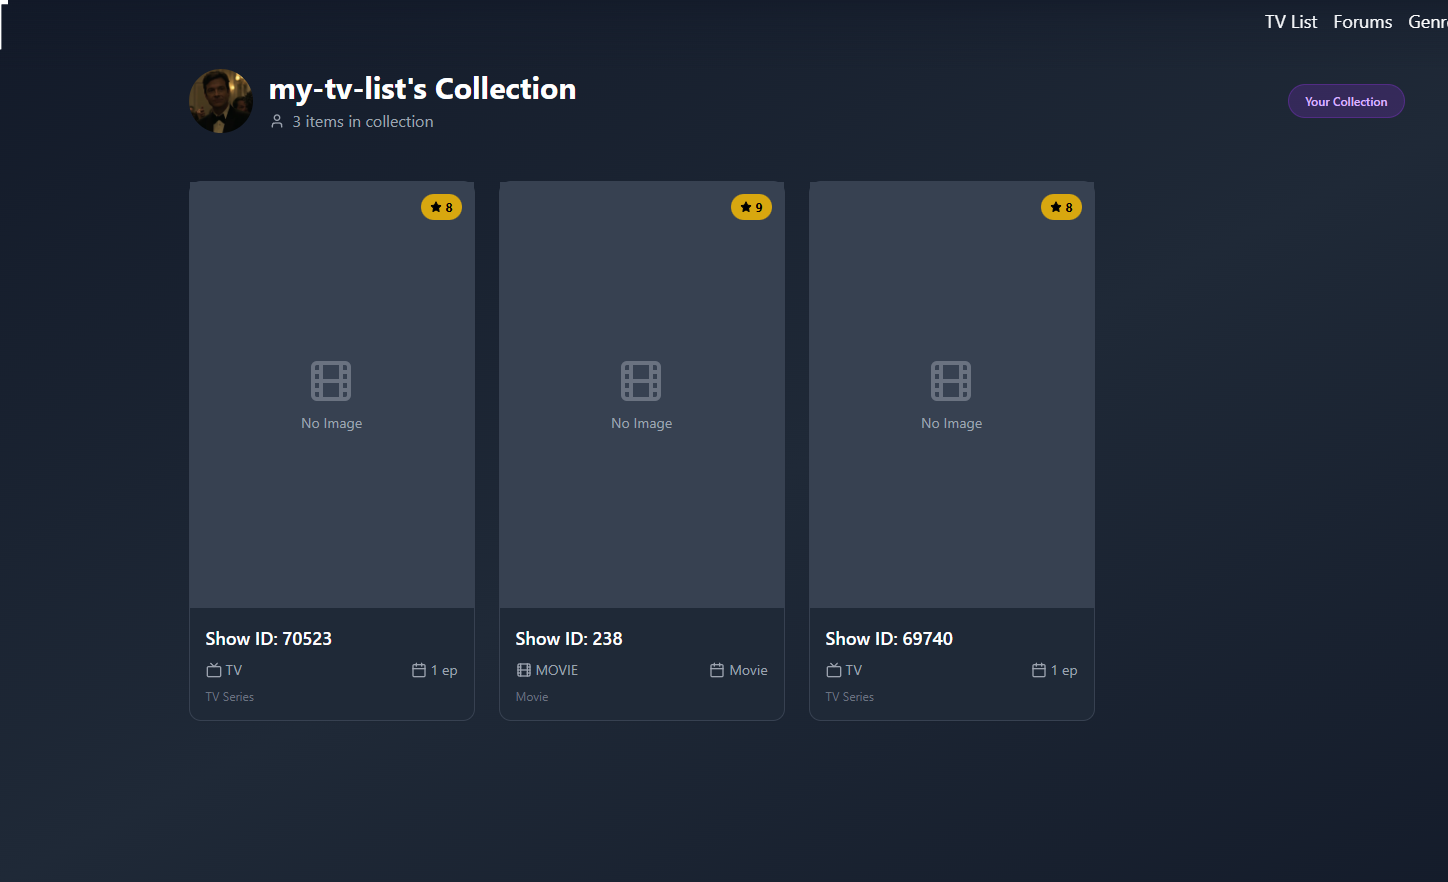 TV List Forums Genr
my-tv-list's Collection
3 items in collection
Your Collection
8
9
8
No Image
No Image
No Image
Show ID: 70523
TV 1 ep
TV Series
Show ID: 238
MOVIE Movie
Movie
Show ID: 69740
TV 1 ep
TV Series